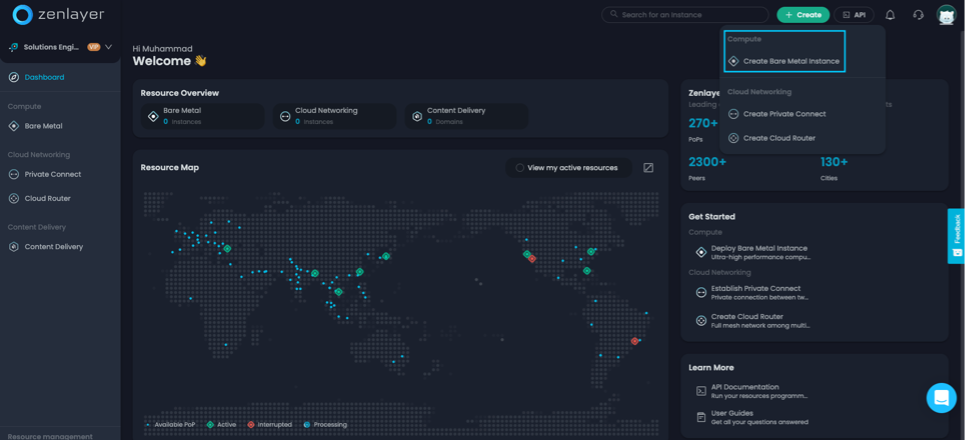 zenlayer
Search for an instance
+ Create
API
Solutions Engi... VIP
Dashboard
Compute
Bare Metal
Cloud Networking
Private Connect
Cloud Router
Content Delivery
Content Delivery
Resource management
Hi Muhammad
Welcome 👋
Resource Overview
Bare Metal
0 Instances
Cloud Networking
0 Instances
Content Delivery
0 Domains
Resource Map
View my active resources
Available PoP
Active
Interrupted
Processing
Compute
Create Bare Metal Instance
Cloud Networking
Create Private Connect
Create Cloud Router
Zenlaye
Leading
270+
PoPs
2300+
Peers
130+
Cities
Get Started
Compute
Deploy Bare Metal Instance
Ultra-high performance compu...
Cloud Networking
Establish Private Connect
Private connection between tw...
Create Cloud Router
Full mesh network among multi...
Learn More
API Documentation
Run your resources programm...
User Guides
Get all your questions answered
Feedback